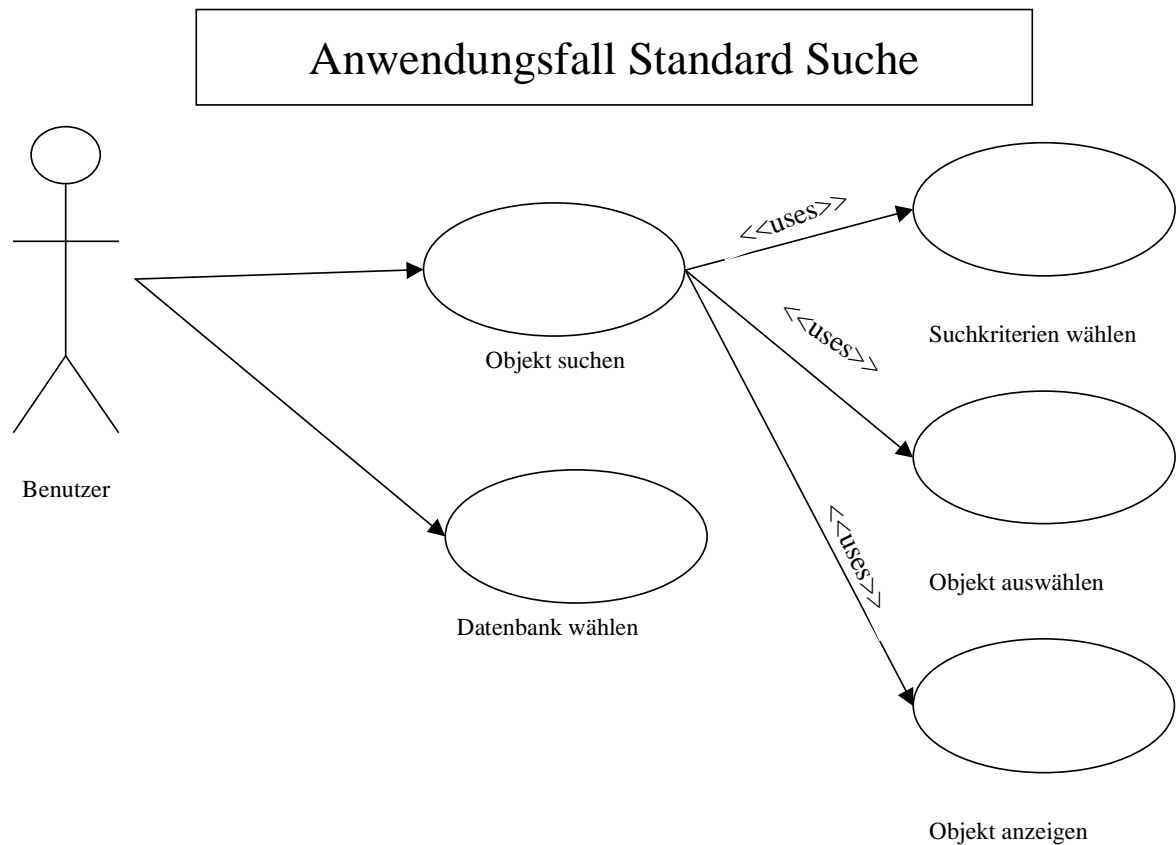 Anwendungsfall Standard Suche
<<uses>>
Suchkriterien wählen
<<uses>>
Objekt suchen
Benutzer
Objekt auswählen
<<uses>>
Datenbank wählen
Objekt anzeigen